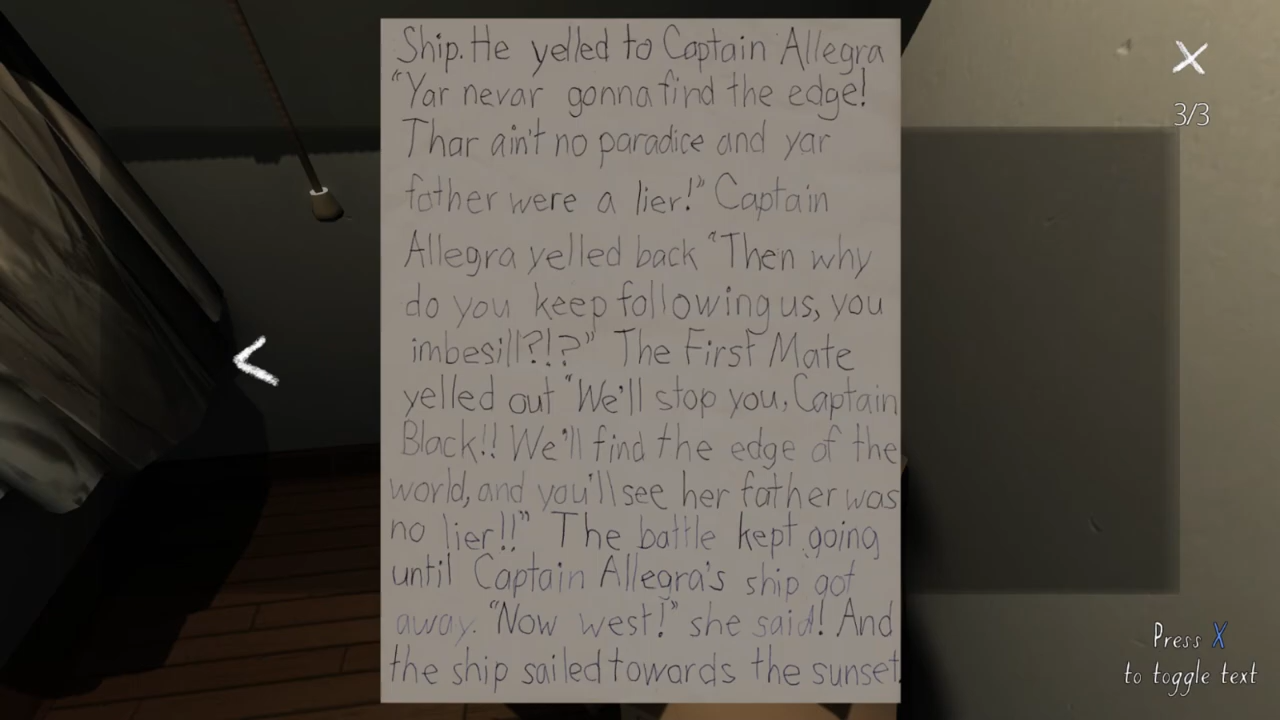 Ship. He yelled to Captain Allegra
"Yar nevar gonna find the edge!
Thar ain't no paradice and yar
father were a lier!" Captain
Allegra yelled back "Then why
do you keep following us, you
imbesill?!?" The First Mate
yelled out "We'll stop you, Captain
Black!! We'll find the edge of the
world, and you'll see her father was
no lier!!" The battle kept going
until Captain Allegra's ship got
away. "Now west!" she said! And
the ship sailed towards the sunset.
3/3
Press X
to toggle text